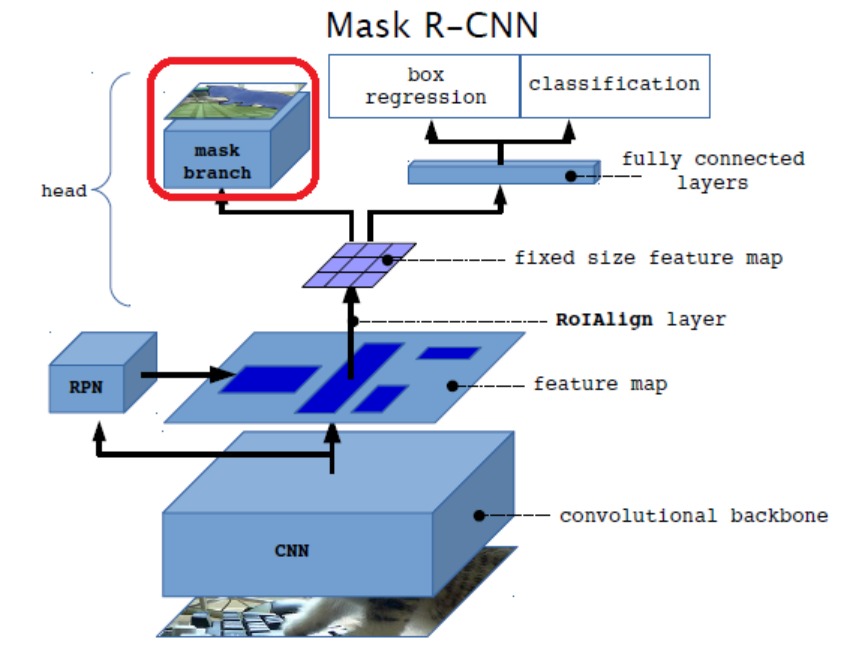 Mask R-CNN
box
regression
classification
mask
branch
fully connected
layers
head
fixed size feature map
RoIAlign layer
RPN
feature map
convolutional backbone
CNN